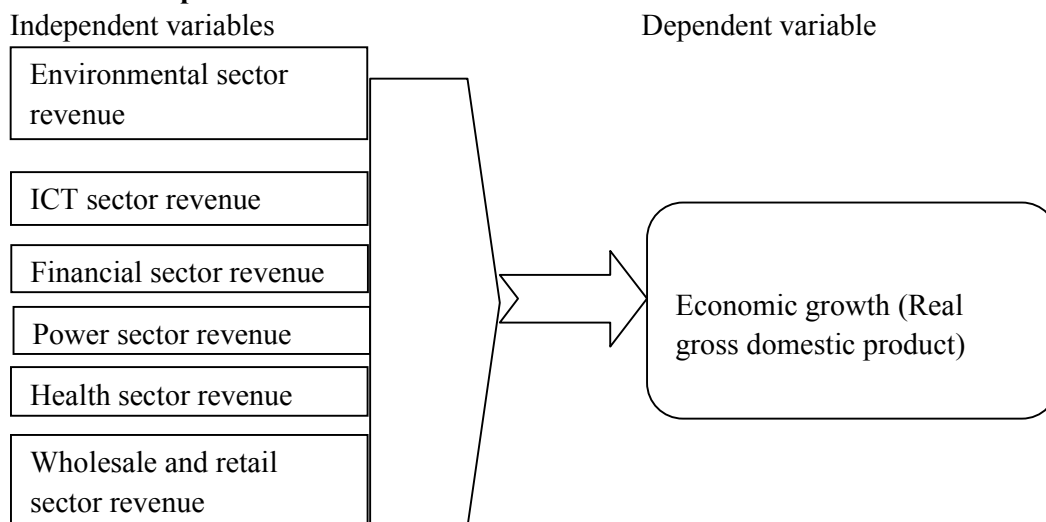 Independent variables
Dependent variable
Environmental sector
revenue
ICT sector revenue
Financial sector revenue
Power sector revenue
Health sector revenue
Wholesale and retail
sector revenue
Economic growth (Real
gross domestic product)